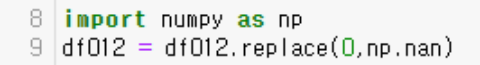 8 import numpy as np
9 df012 = df012.replace(0,np.nan)